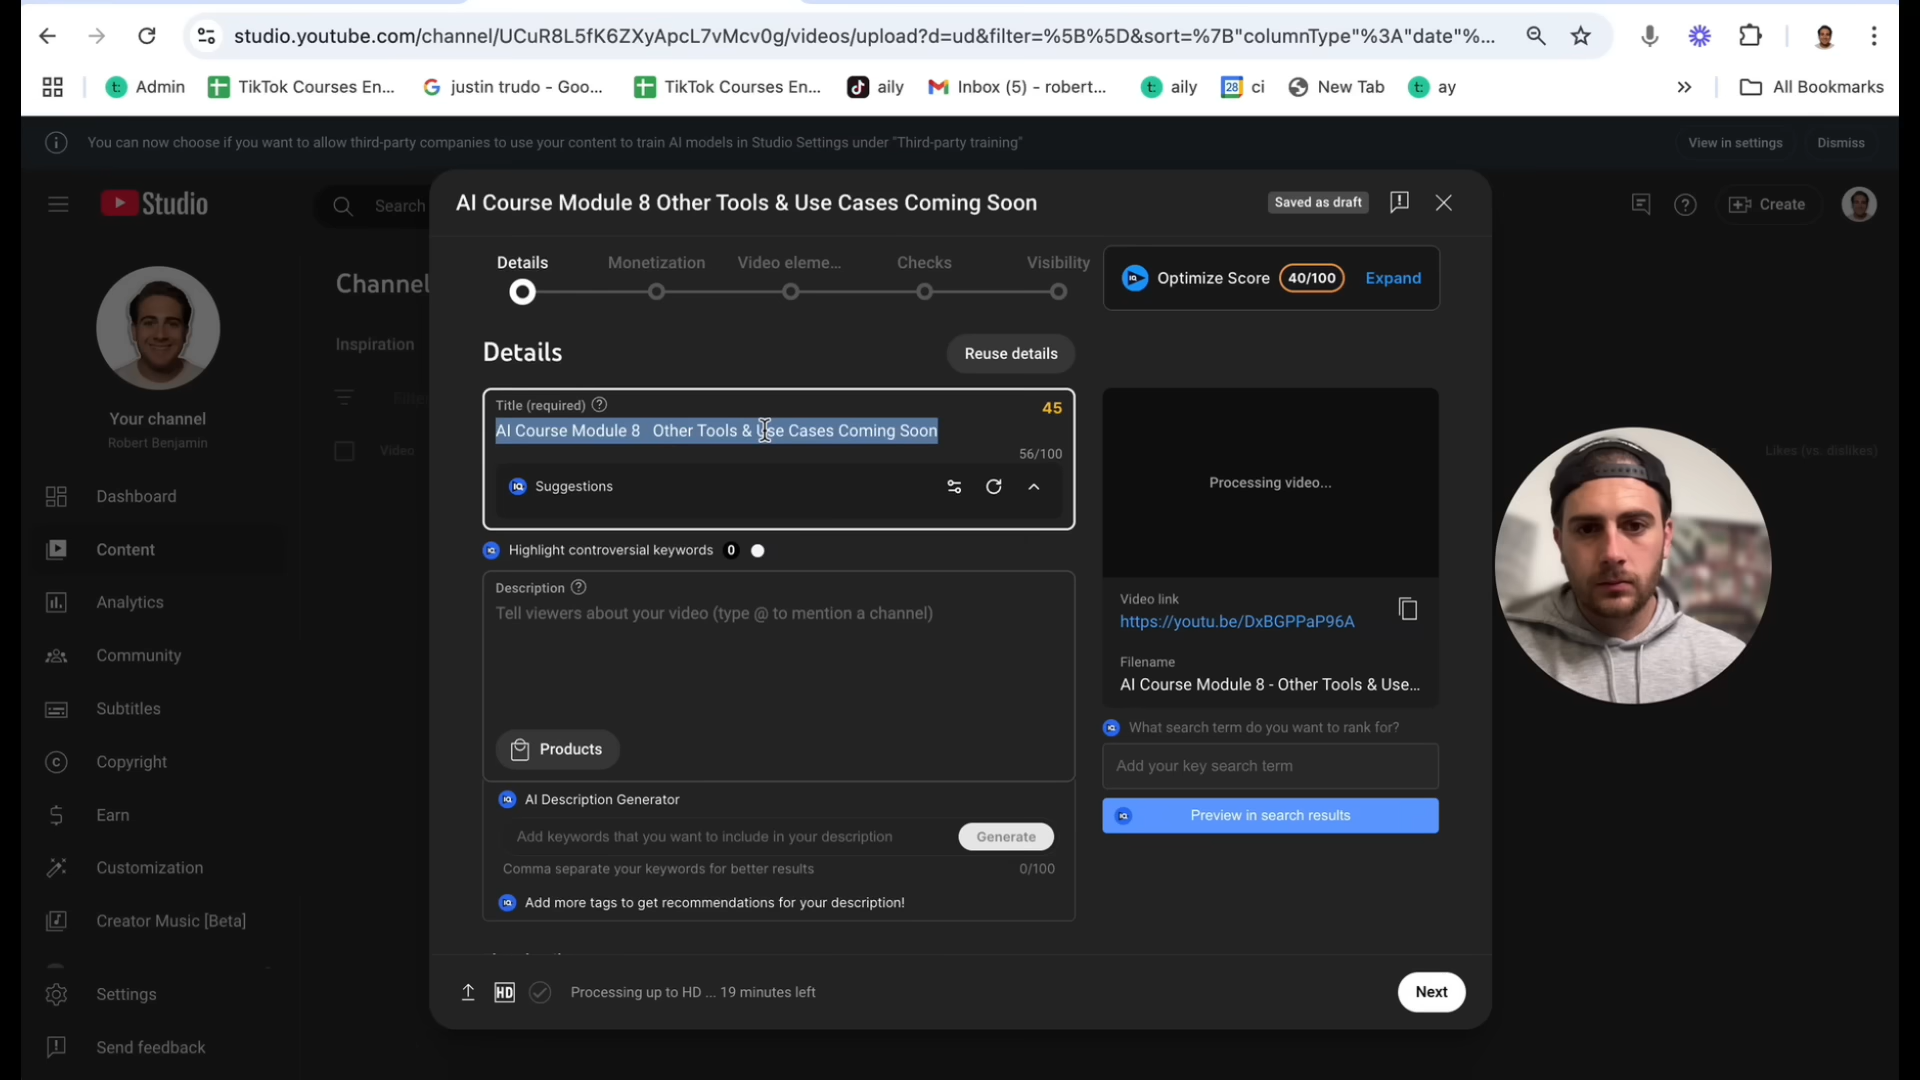 studio.youtube.com/channel/UCuR8L5fK6ZXyApcL7vMcv0g/videos/upload?d=ud&filter=%5B%5D&sort=%7B"columnType"%3A"date"%...
Admin
TikTok Courses En...
justin trudo - Goo...
TikTok Courses En...
aily
Inbox (5) - robert...
aily
28
ci
New Tab
ay
All Bookmarks
You can now choose if you want to allow third-party companies to use your content to train AI models in Studio Settings under "Third-party training"
View in settings
Dismiss
Studio
Search
Create
Your channel
Robert Benjamin
Dashboard
Content
Analytics
Community
Subtitles
Copyright
Earn
Customization
Creator Music [Beta]
Settings
Send feedback
Channel
Inspiration
Video
Likes (vs. dislikes)
AI Course Module 8 Other Tools & Use Cases Coming Soon
Saved as draft
Details
Monetization
Video eleme...
Checks
Visibility
Optimize Score
40/100
Expand
Details
Reuse details
Title (required)
45
AI Course Module 8   Other Tools & Use Cases Coming Soon
56/100
Suggestions
Highlight controversial keywords
0
Description
Tell viewers about your video (type @ to mention a channel)
Products
AI Description Generator
Add keywords that you want to include in your description
Generate
Comma separate your keywords for better results
0/100
Add more tags to get recommendations for your description!
Processing video...
Video link
https://youtu.be/DxBGPPaP96A
Filename
AI Course Module 8 - Other Tools & Use...
What search term do you want to rank for?
Add your key search term
Preview in search results
HD
Processing up to HD ... 19 minutes left
Next